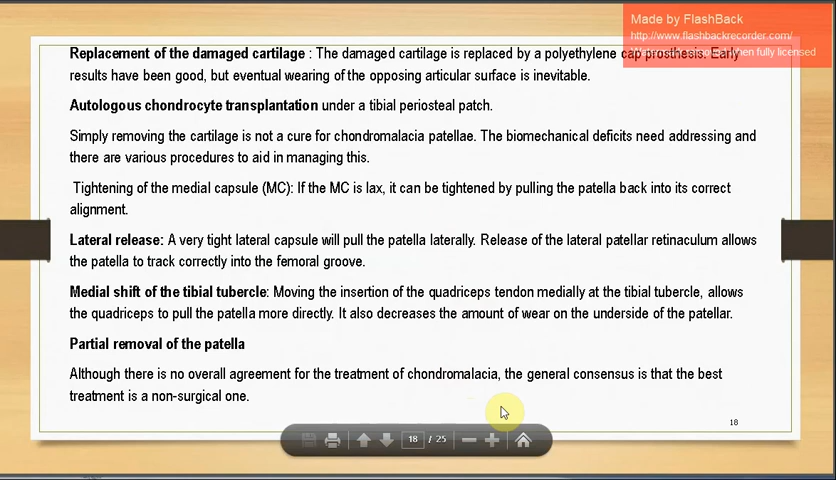 Made by FlashBack
http://www.flashbackrecorder.com/
when fully licensed
Replacement of the damaged cartilage : The damaged cartilage is replaced by a polyethylene cap prosthesis. Early
results have been good, but eventual wearing of the opposing articular surface is inevitable.
Autologous chondrocyte transplantation under a tibial periosteal patch.
Simply removing the cartilage is not a cure for chondromalacia patellae. The biomechanical deficits need addressing and
there are various procedures to aid in managing this.
Tightening of the medial capsule (MC): If the MC is lax, it can be tightened by pulling the patella back into its correct
alignment.
Lateral release: A very tight lateral capsule will pull the patella laterally. Release of the lateral patellar retinaculum allows
the patella to track correctly into the femoral groove.
Medial shift of the tibial tubercle: Moving the insertion of the quadriceps tendon medially at the tibial tubercle, allows
the quadriceps to pull the patella more directly. It also decreases the amount of wear on the underside of the patellar.
Partial removal of the patella
Although there is no overall agreement for the treatment of chondromalacia, the general consensus is that the best
treatment is a non-surgical one.
18
18 / 25